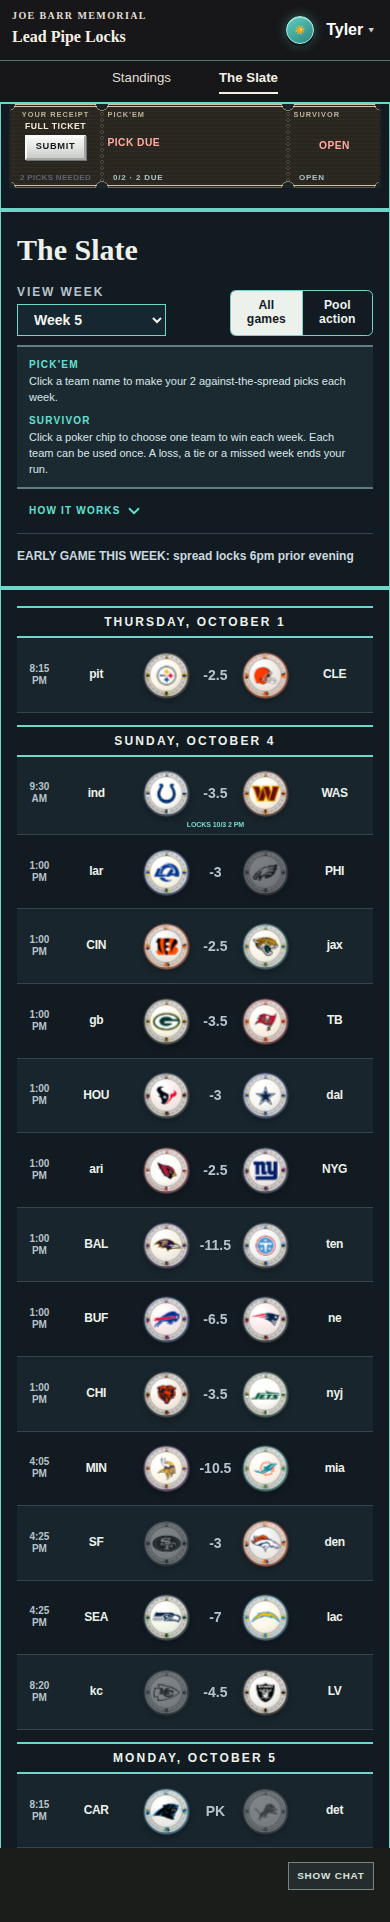 JOE BARR MEMORIAL
Lead Pipe Locks
Tyler
Standings
The Slate
YOUR RECEIPT
FULL TICKET
SUBMIT
2 PICKS NEEDED
PICK'EM
PICK DUE
0/2 · 2 DUE
SURVIVOR
OPEN
OPEN
The Slate
VIEW WEEK
Week 5
All games
Pool action
PICK'EM
Click a team name to make your 2 against-the-spread picks each
week.
SURVIVOR
Click a poker chip to choose one team to win each week. Each
team can be used once. A loss, a tie or a missed week ends your
run.
HOW IT WORKS
EARLY GAME THIS WEEK: spread locks 6pm prior evening
THURSDAY, OCTOBER 1
8:15 PM pit -2.5 CLE
SUNDAY, OCTOBER 4
9:30 AM ind -3.5 WAS
LOCKS 10/3 2 PM
1:00 PM lar -3 PHI
1:00 PM CIN -2.5 jax
1:00 PM gb -3.5 TB
1:00 PM HOU -3 dal
1:00 PM ari -2.5 NYG
1:00 PM BAL -11.5 ten
1:00 PM BUF -6.5 ne
1:00 PM CHI -3.5 nyj
4:05 PM MIN -10.5 mia
4:25 PM SF -3 den
4:25 PM SEA -7 lac
8:20 PM kc -4.5 LV
MONDAY, OCTOBER 5
8:15 PM CAR PK det
SHOW CHAT